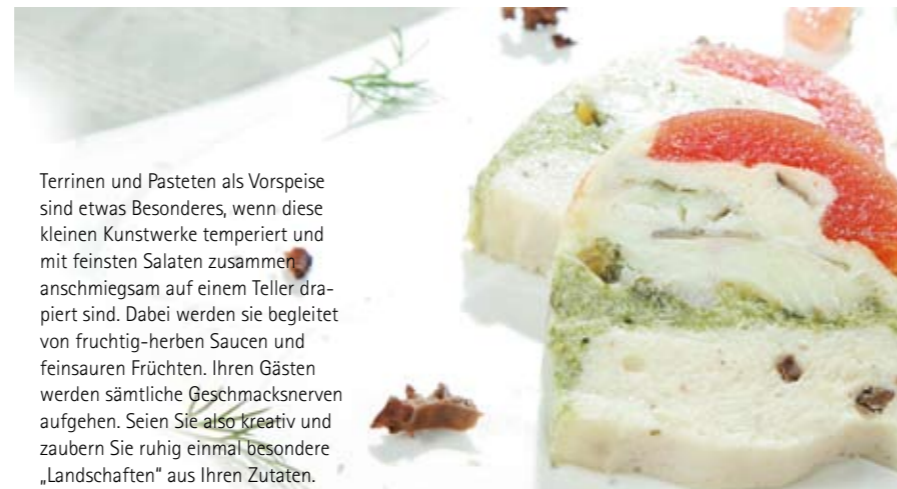 Terrinen und Pasteten als Vorspeise
sind etwas Besonderes, wenn diese
kleinen Kunstwerke temperiert und
mit feinsten Salaten zusammen
anschmiegsam auf einem Teller dra-
piert sind. Dabei werden sie begleitet
von fruchtig-herben Saucen und
feinsauren Früchten. Ihren Gästen
werden sämtliche Geschmacksnerven
aufgehen. Seien Sie also kreativ und
zaubern Sie ruhig einmal besondere
„Landschaften“ aus Ihren Zutaten.